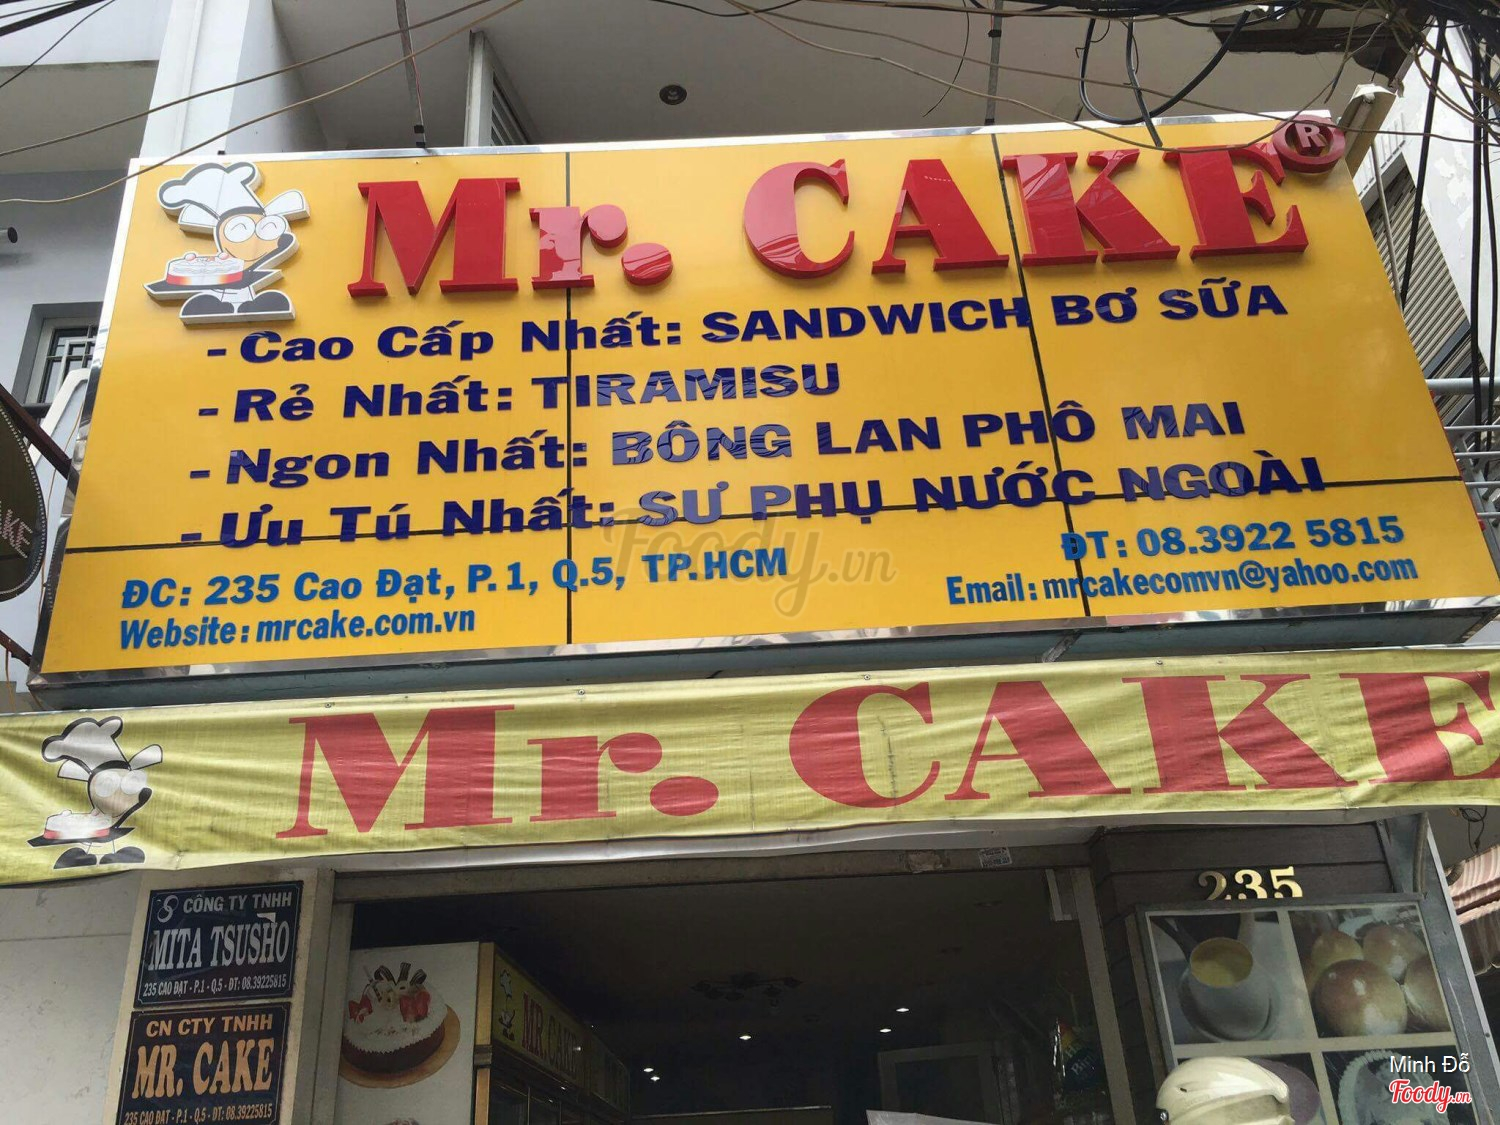 Mr. CAKE ®
- Cao Cấp Nhất: SANDWICH BƠ SỮA
- Rẻ Nhất: TIRAMISU
- Ngon Nhất: BÔNG LAN PHÔ MAI
- Ưu Tú Nhất: SƯ PHỤ NƯỚC NGOÀI
ĐC: 235 Cao Đạt, P.1, Q.5, TP.HCM
ĐT: 08.3922 5815
Website: mrcake.com.vn
Email: mrcakecomvn@yahoo.com
Foody.vn
Mr. CAKE
235
CÔNG TY TNHH
MITA TSUSHO
235 CAO ĐẠT - P.1 - Q.5 - ĐT: 08.39225815
CN CTY TNHH
MR. CAKE
235 CAO ĐẠT - P.1 - Q.5 - ĐT: 08.39225815
MR. CAKE
Minh Đỗ
Foody.vn